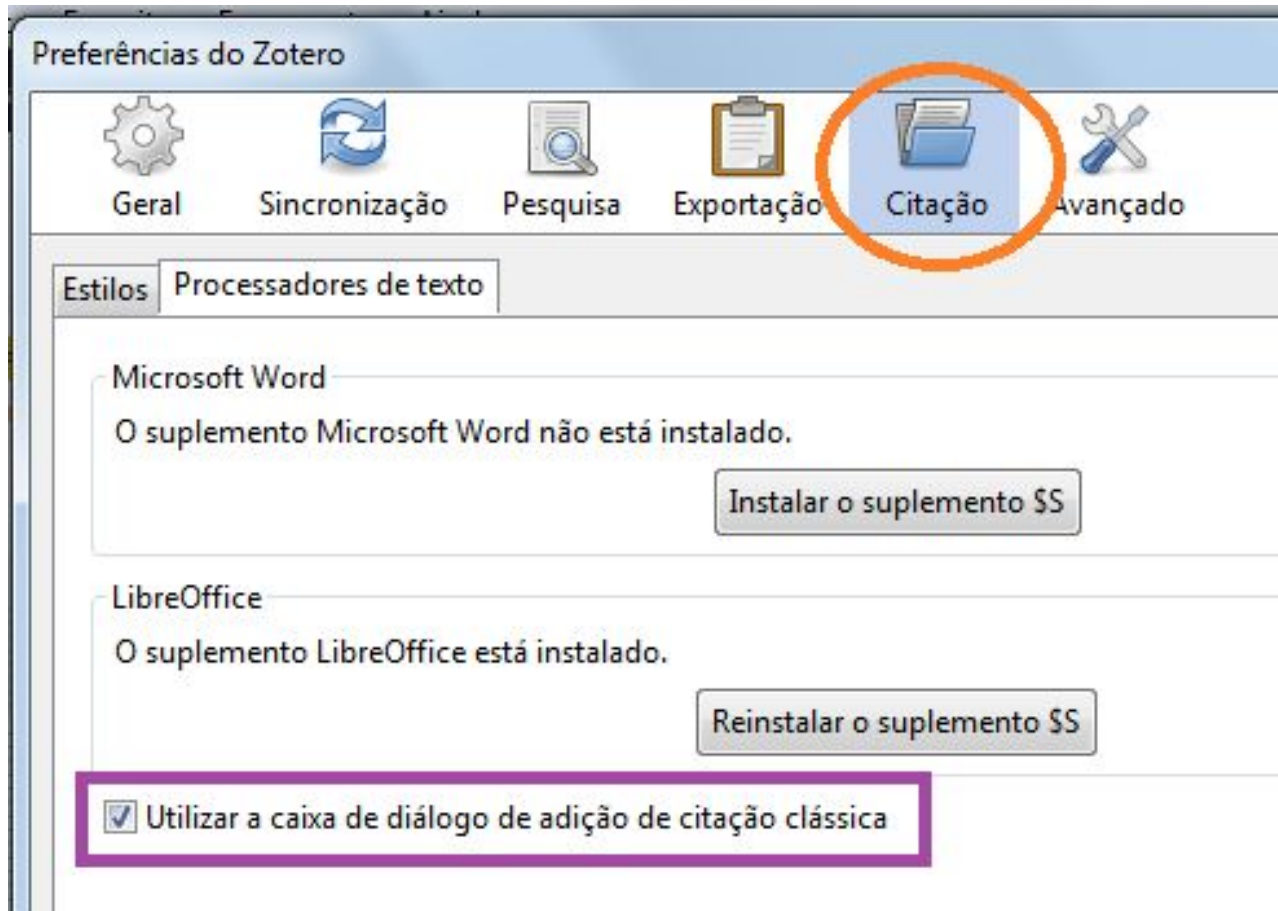 Preferências do Zotero
Geral Sincronização Pesquisa Exportação Citação Avançado
Estilos Processadores de texto
Microsoft Word
O suplemento Microsoft Word não está instalado.
Instalar o suplemento $S
LibreOffice
O suplemento LibreOffice está instalado.
Reinstalar o suplemento $S
Utilizar a caixa de diálogo de adição de citação clássica